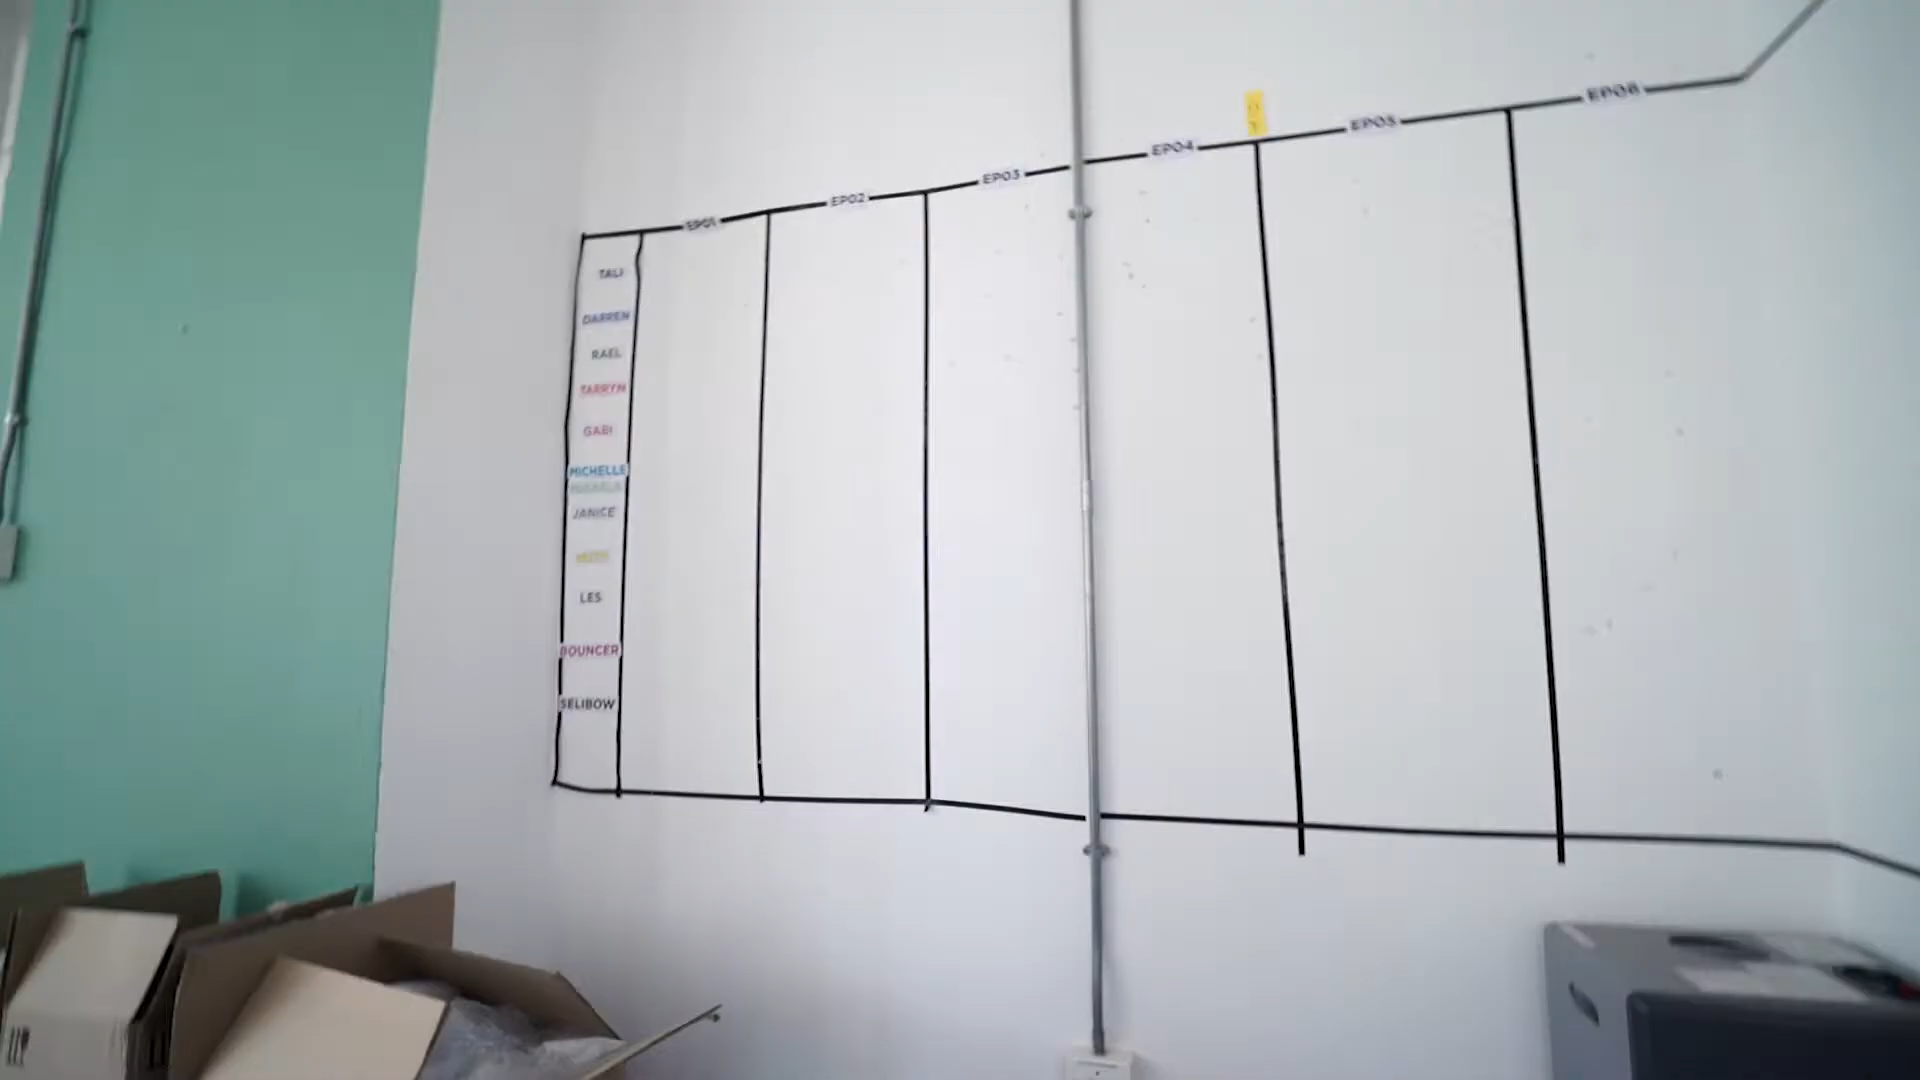 EP01
EP02
EP03
EP04
EP05
EP06
TALI
DARREN
RAEL
TARRYN
GABI
MICHELLE
JANICE
LES
BOUNCER
SELIBOW